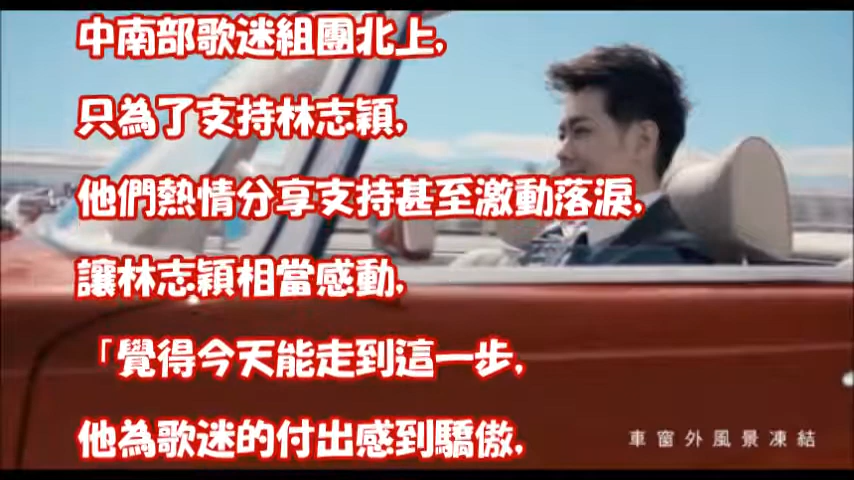 中南部歌迷組團北上,
只為了支持林志穎,
他們熱情分享支持甚至激動落淚,
讓林志穎相當感動,
「覺得今天能走到這一步,
他為歌迷的付出感到驕傲,
車窗外風景凍結